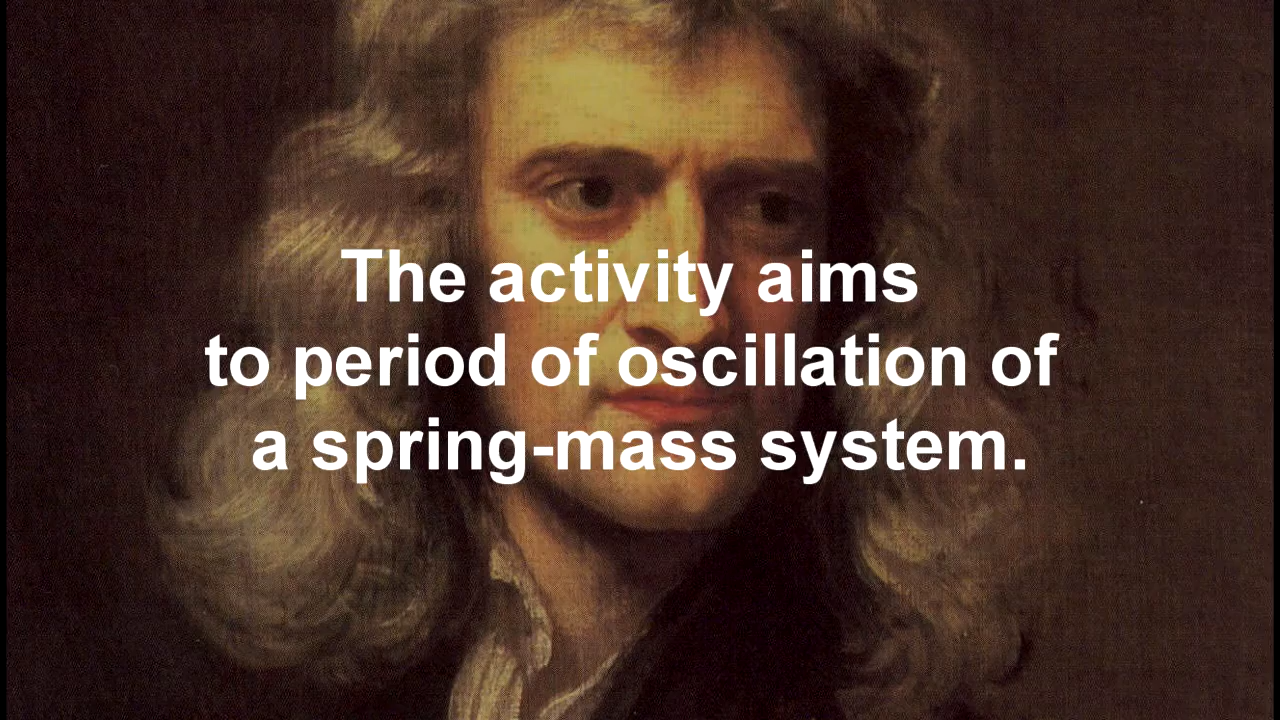 The activity aims
to period of oscillation of
a spring-mass system.